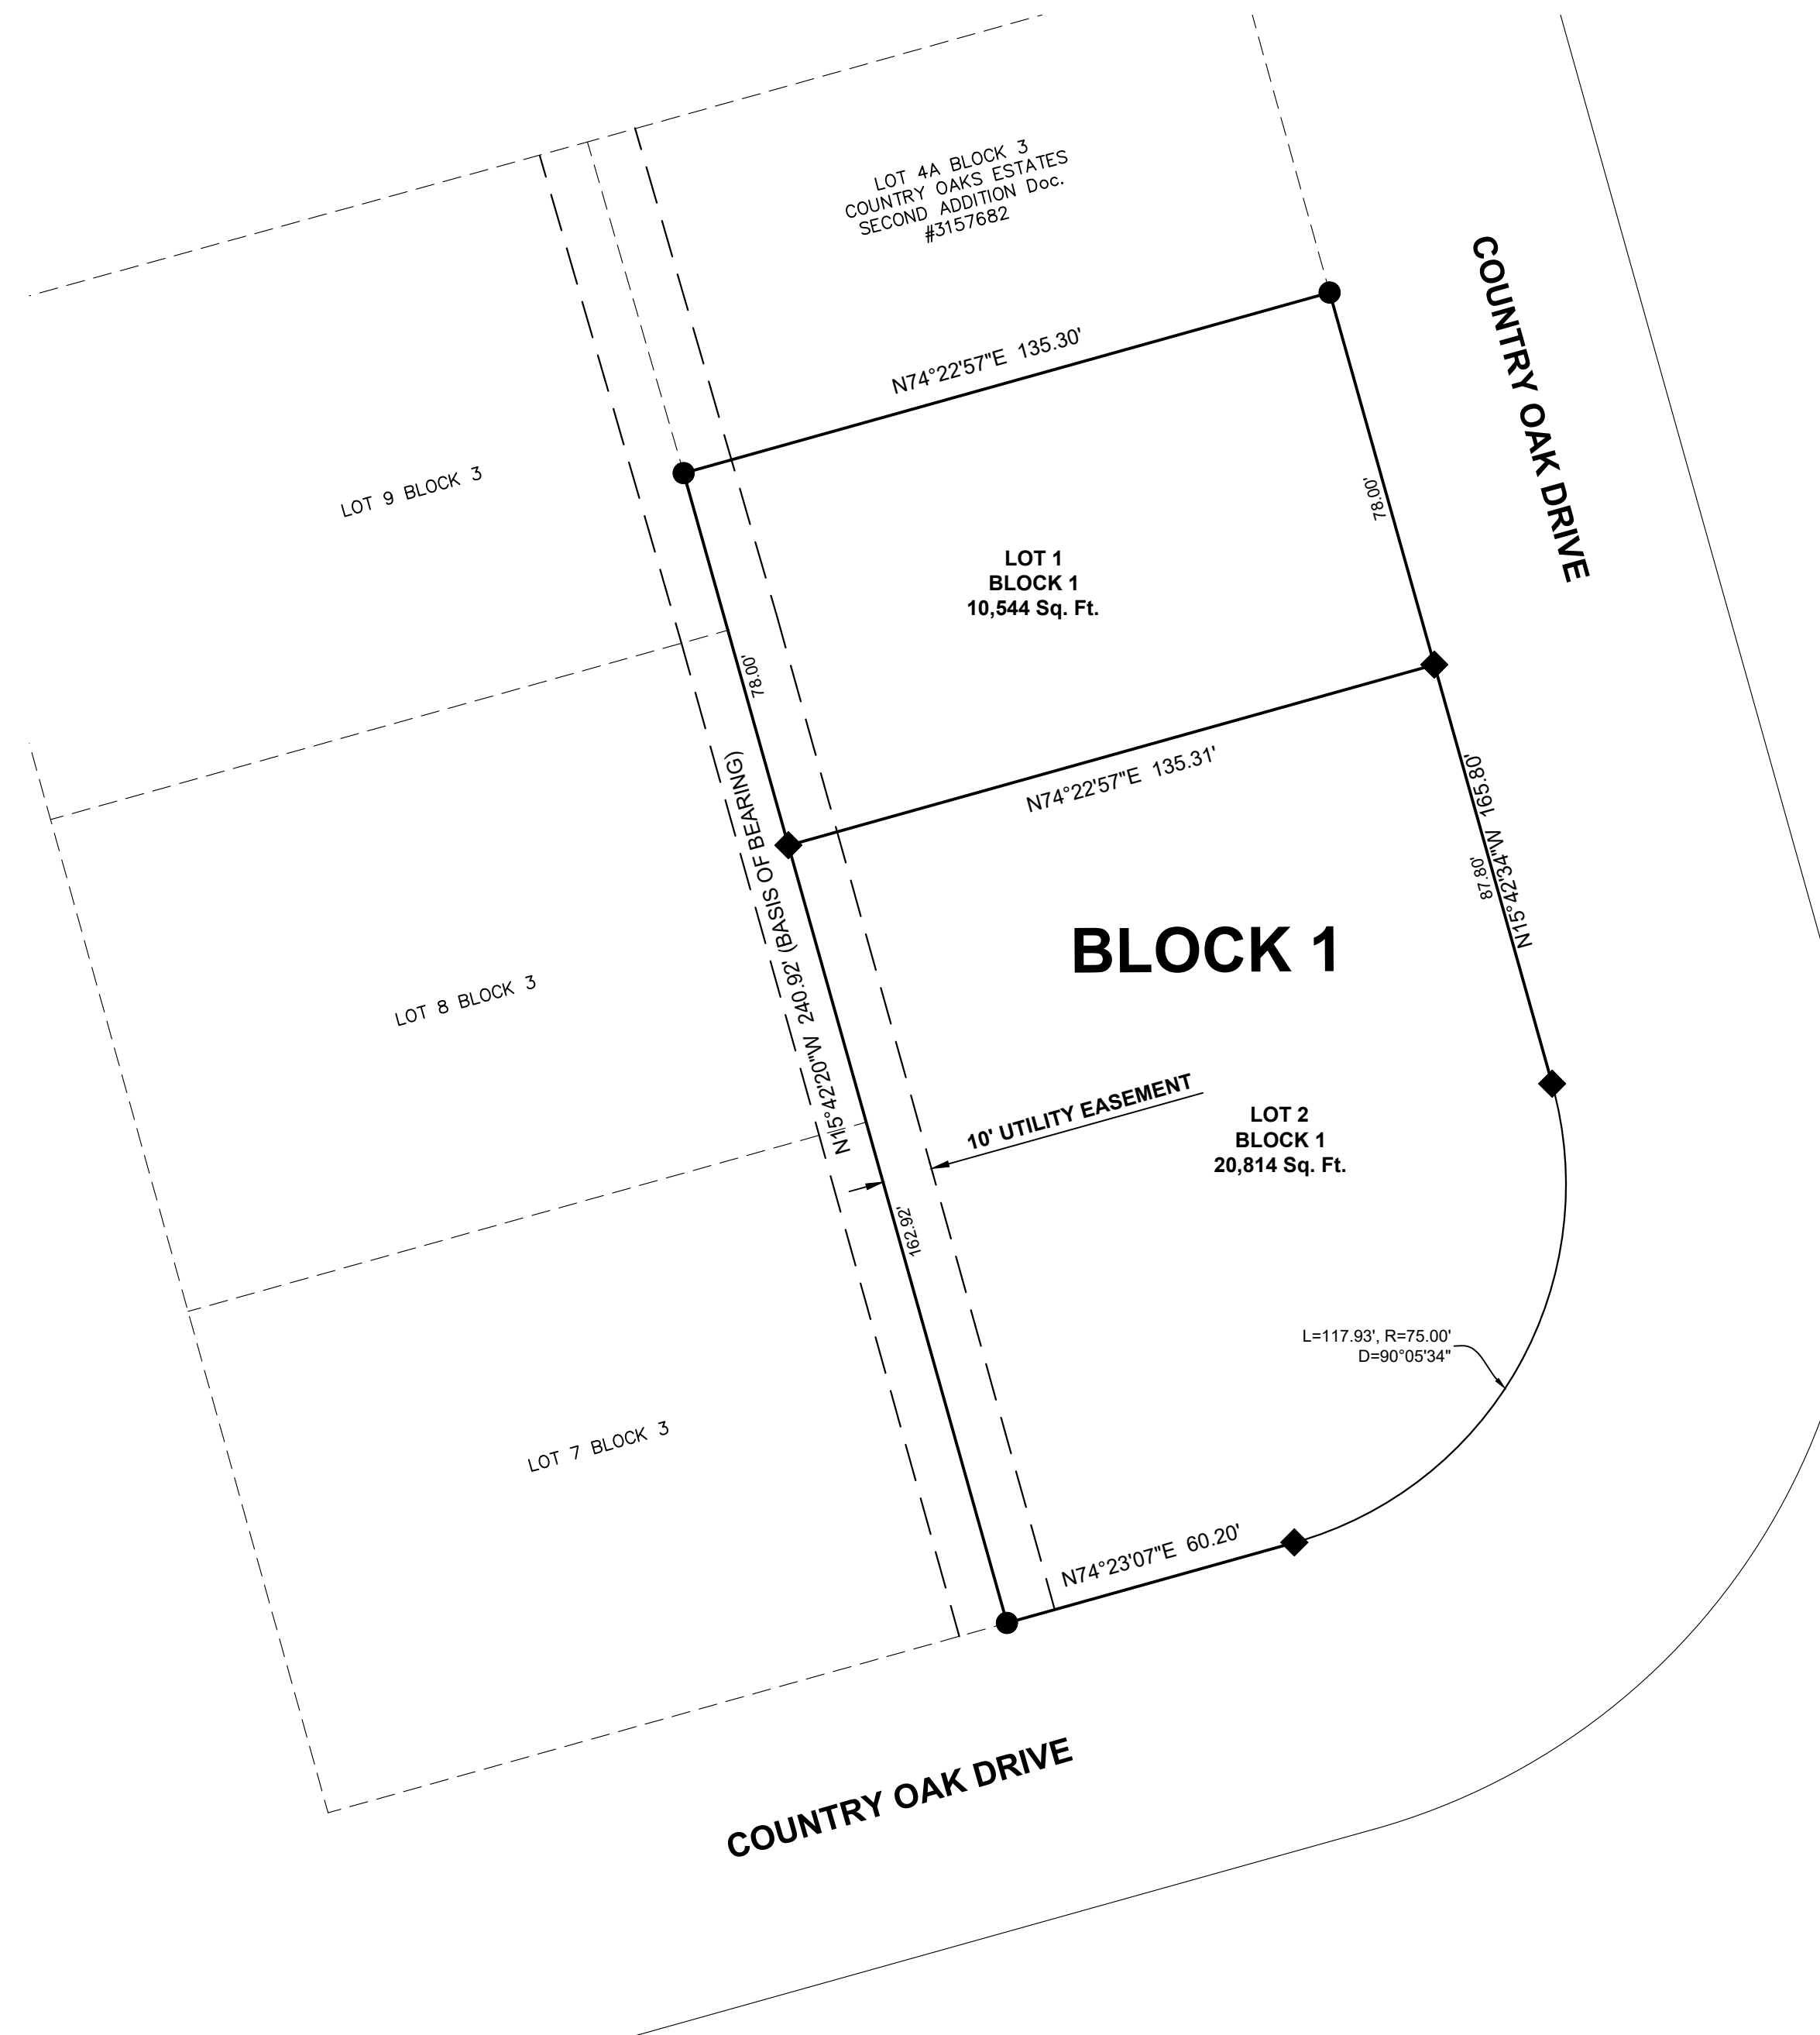 LOT 4A BLOCK 3
COUNTRY OAKS ESTATES
SECOND ADDITION Doc.
#3157682
COUNTRY OAK DRIVE
N74°22'57"E 135.30'
LOT 9 BLOCK 3
78.00'
LOT 1
BLOCK 1
10,544 Sq. Ft.
78.00'
N74°22'57"E 135.31'
N15°42'34"W 165.80'
87.80'
N15°42'20"W 240.92' (BASIS OF BEARING)
BLOCK 1
LOT 8 BLOCK 3
10' UTILITY EASEMENT
LOT 2
BLOCK 1
20,814 Sq. Ft.
162.92'
L=117.93', R=75.00'
D=90°05'34"
LOT 7 BLOCK 3
N74°23'07"E 60.20'
COUNTRY OAK DRIVE